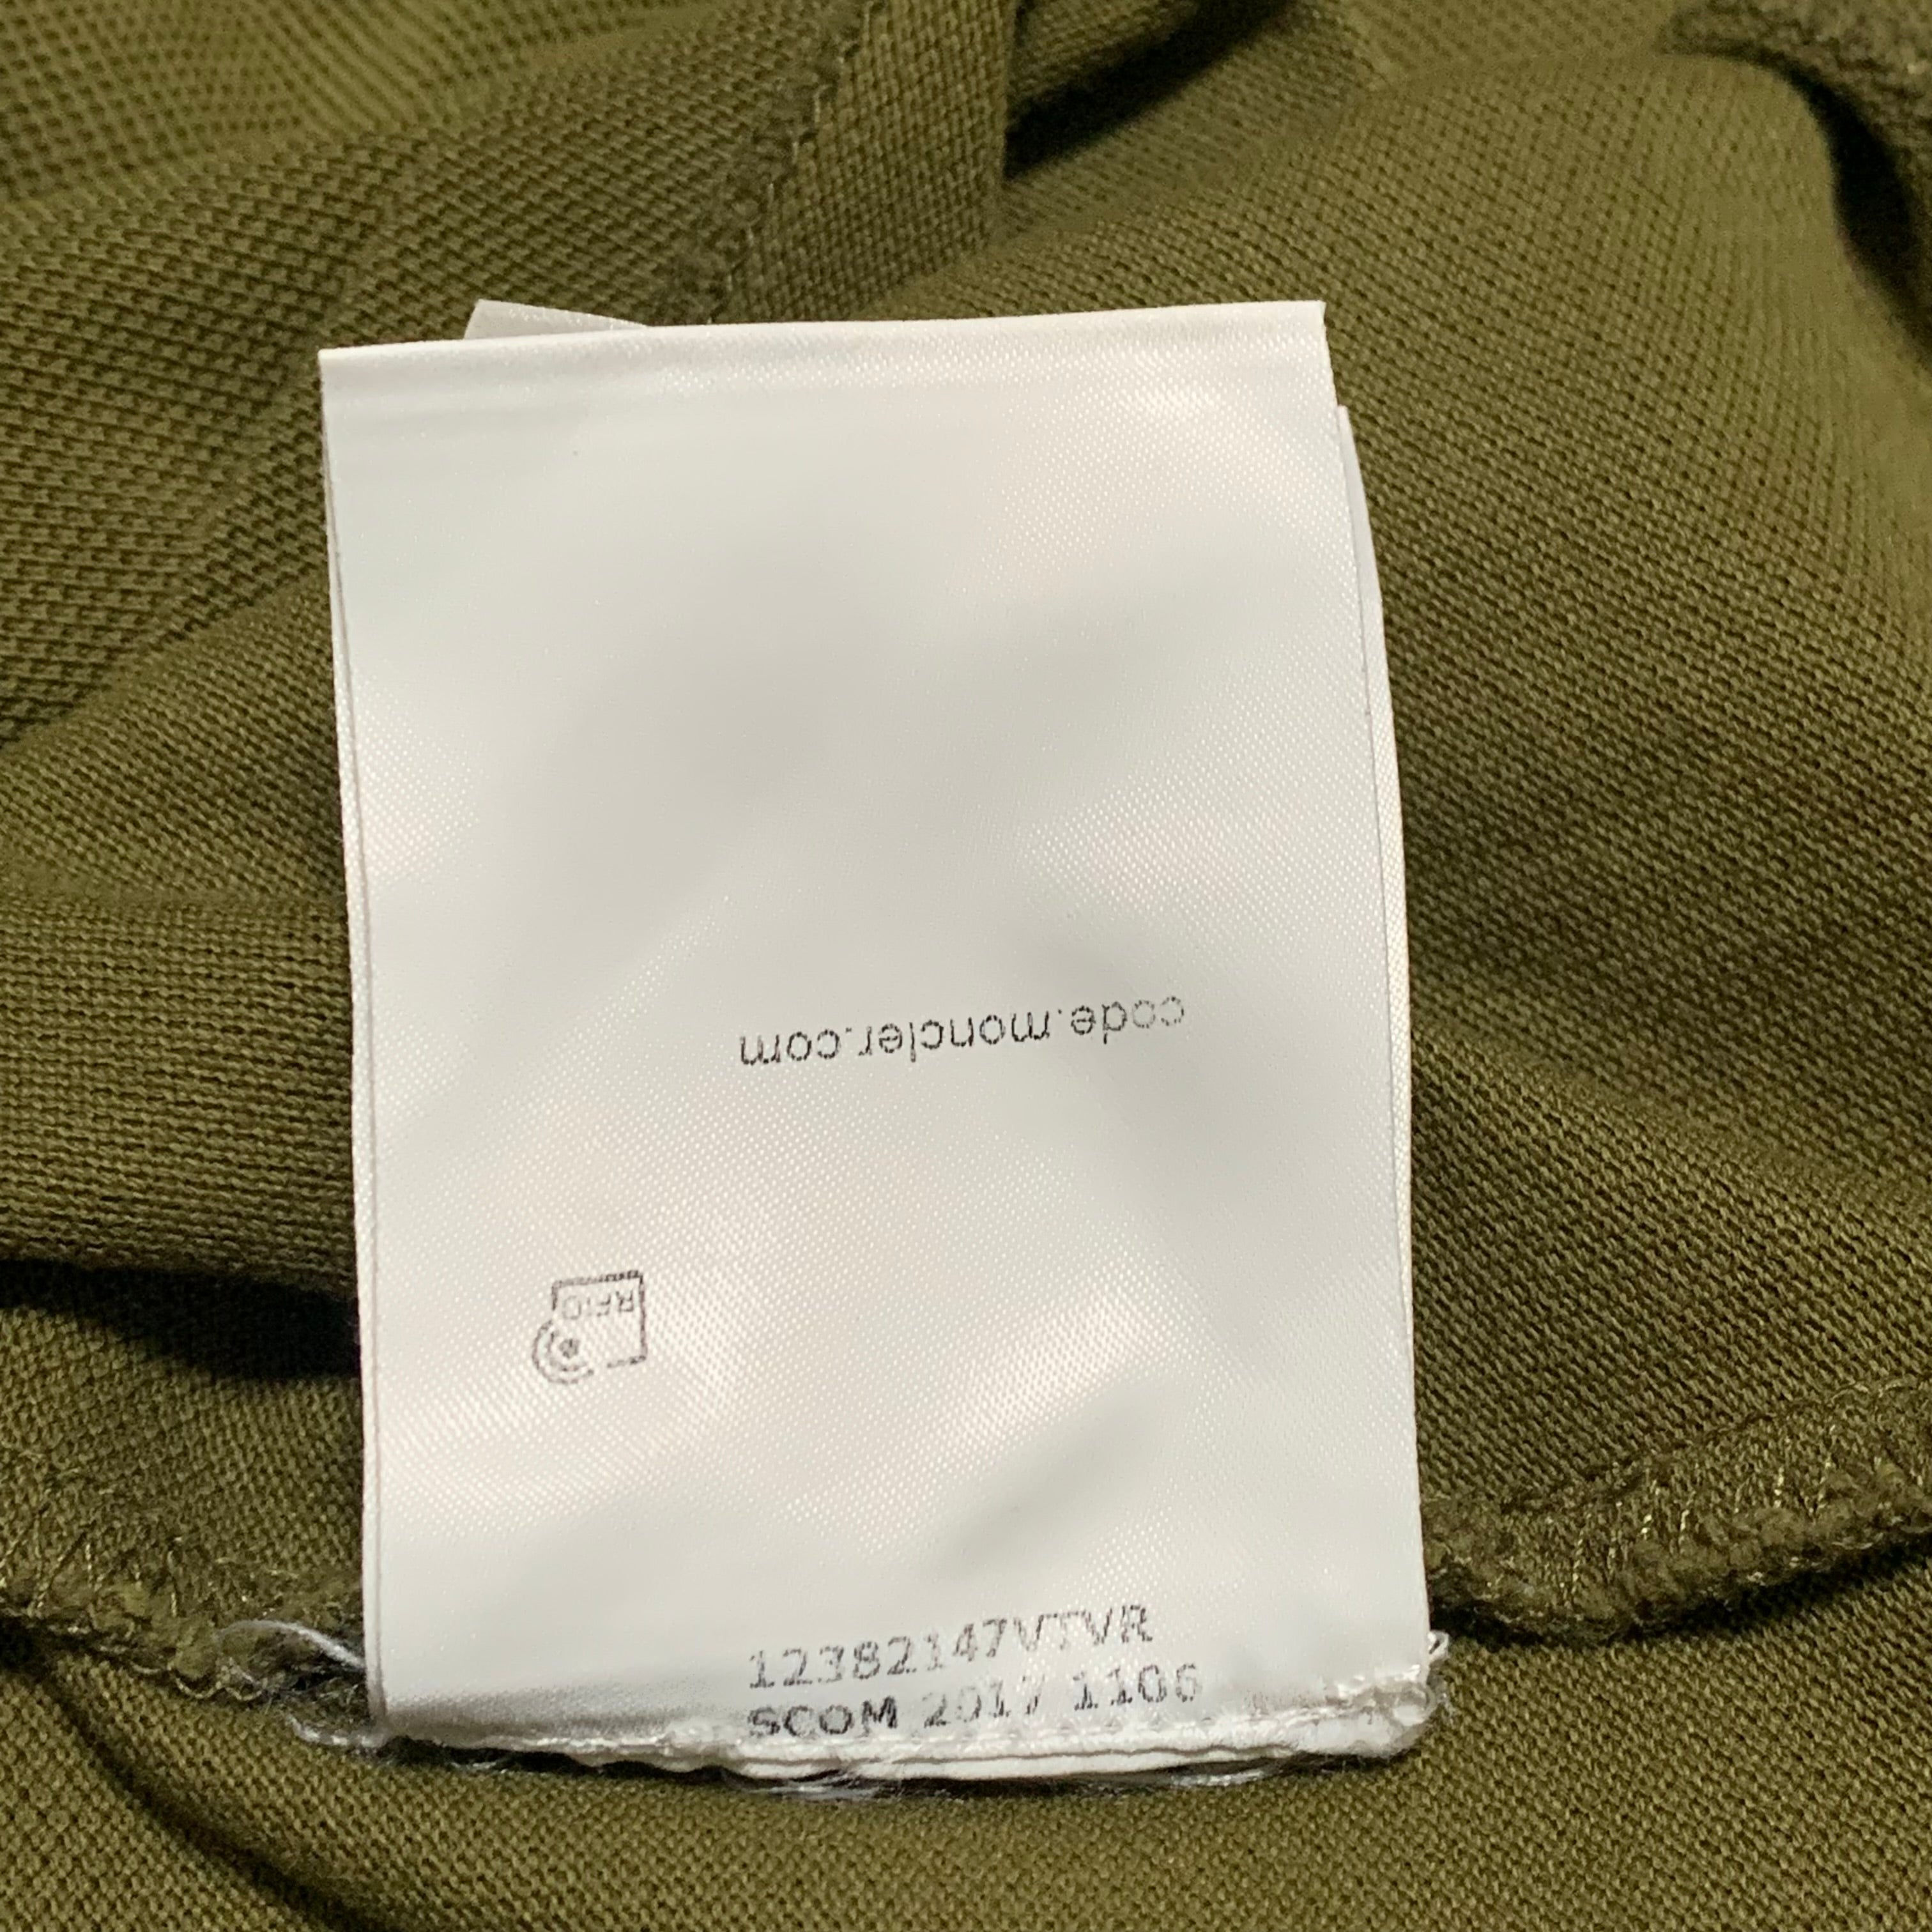 code.moncler.com
RFID
12382147VTVR
SCOM 2017 1106